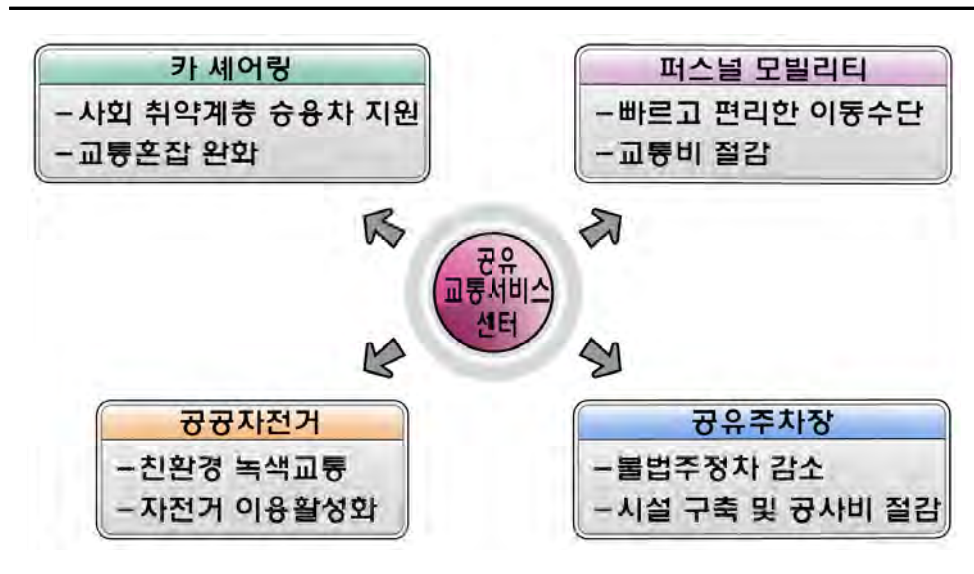 카 셰어링
-사회 취약계층 승용차 지원
-교통혼잡 완화
퍼스널 모빌리티
-빠르고 편리한 이동수단
-교통비 절감
공유
교통서비스
센터
공공자전거
-친환경 녹색교통
-자전거 이용활성화
공유주차장
-불법주정차 감소
-시설 구축 및 공사비 절감